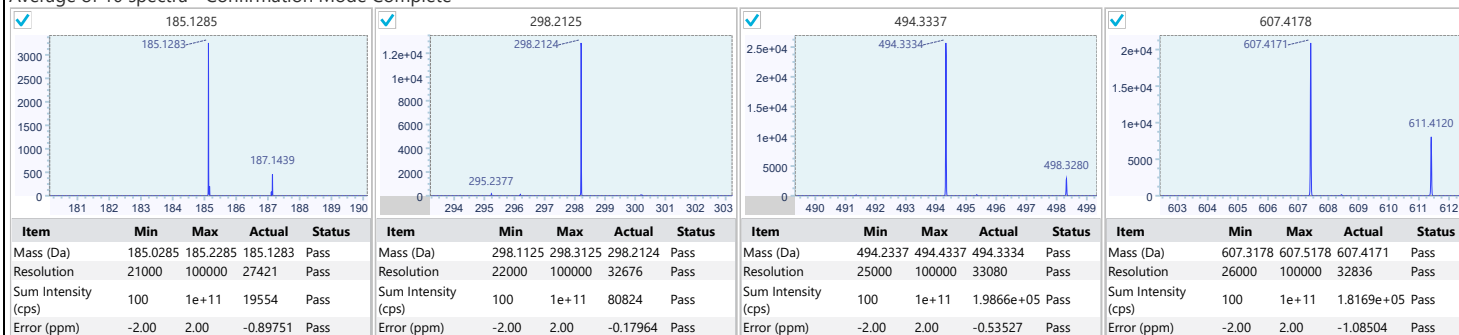 Average of 10 spectra - Confirmation Mode Complete
185.1285
3000
2500
2000
1500
1000
500
0
185.1283
187.1439
181 182 183 184 185 186 187 188 189 190
Item Min Max Actual Status
Mass (Da) 185.0285 185.2285 185.1283 Pass
Resolution 21000 100000 27421 Pass
Sum Intensity
(cps) 100 1e+11 19554 Pass
Error (ppm) -2.00 2.00 -0.89751 Pass
298.2125
1.2e+04
1e+04
8000
6000
4000
2000
0
298.2124
295.2377
294 295 296 297 298 299 300 301 302 303
Item Min Max Actual Status
Mass (Da) 298.1125 298.3125 298.2124 Pass
Resolution 22000 100000 32676 Pass
Sum Intensity
(cps) 100 1e+11 80824 Pass
Error (ppm) -2.00 2.00 -0.17964 Pass
494.3337
2.5e+04
2e+04
1.5e+04
1e+04
5000
0
494.3334
498.3280
490 491 492 493 494 495 496 497 498 499
Item Min Max Actual Status
Mass (Da) 494.2337 494.4337 494.3334 Pass
Resolution 25000 100000 33080 Pass
Sum Intensity
(cps) 100 1e+11 1.9866e+05 Pass
Error (ppm) -2.00 2.00 -0.53527 Pass
607.4178
2e+04
1.5e+04
1e+04
5000
0
607.4171
611.4120
603 604 605 606 607 608 609 610 611 612
Item Min Max Actual Status
Mass (Da) 607.3178 607.5178 607.4171 Pass
Resolution 26000 100000 32836 Pass
Sum Intensity
(cps) 100 1e+11 1.8169e+05 Pass
Error (ppm) -2.00 2.00 -1.08504 Pass